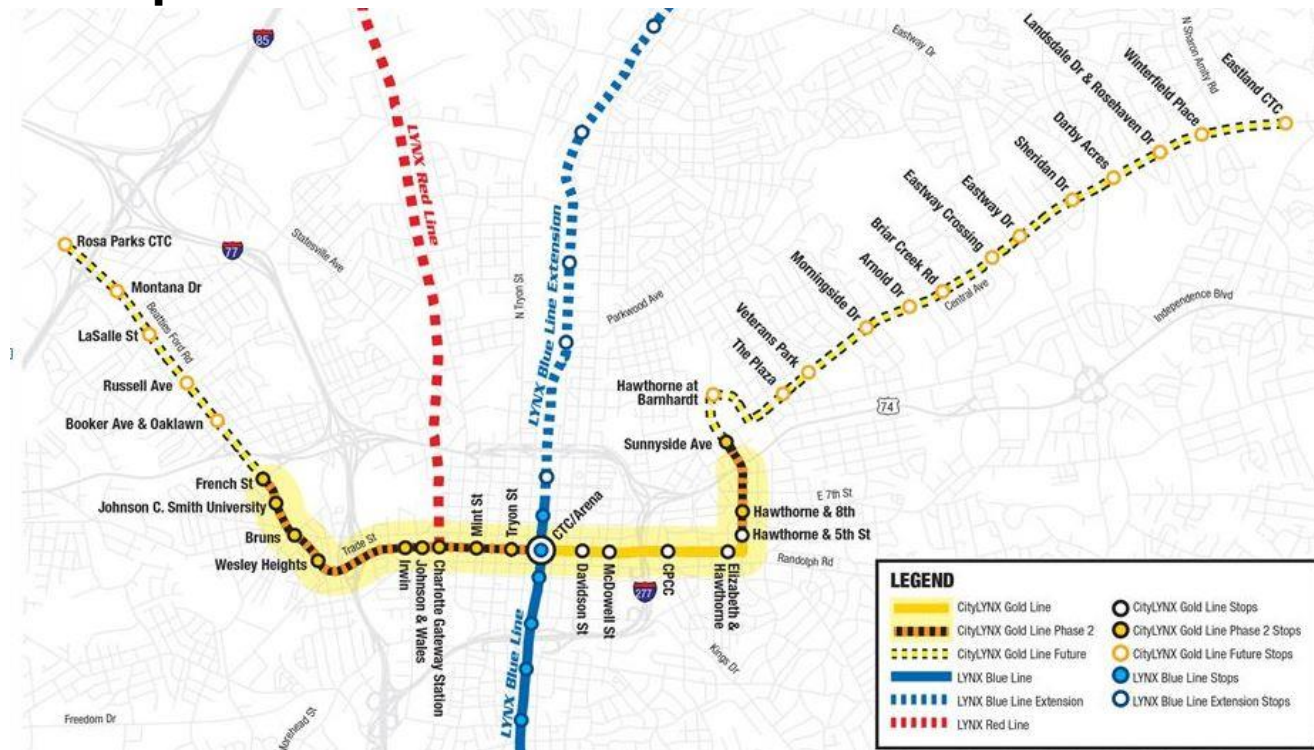 85
Eastway Dr
N Sharon Amity Rd
Landsdale Dr & Rosehaven Dr
Winterfield Place
Eastland CTC
Darby Acres
Sheridan Dr
Eastway Dr
Eastway Crossing
Briar Creek Rd
Arnold Dr
Morningside Dr
Central Ave
Independence Blvd
Veterans Park
The Plaza
LYNX Red Line
LYNX Blue Line Extension
N Tryon St
Parkwood Ave
Statesville Ave
77
Rosa Parks CTC
Montana Dr
Beatties Ford Rd
LaSalle St
Russell Ave
Booker Ave & Oaklawn
Hawthorne at
Barnhardt
74
Sunnyside Ave
French St
Johnson C. Smith University
Bruns
Wesley Heights
Trade St
Irwin
Johnson & Wales
Charlotte Gateway Station
Mint St
Tryon St
CTC/Arena
Davidson St
McDowell St
CPCC
Elizabeth &
Hawthorne
E 7th St
Hawthorne & 8th
Hawthorne & 5th St
Randolph Rd
277
Kings Dr
LYNX Blue Line
Freedom Dr
LEGEND
CityLYNX Gold Line
CityLYNX Gold Line Phase 2
CityLYNX Gold Line Future
LYNX Blue Line
LYNX Blue Line Extension
LYNX Red Line
CityLYNX Gold Line Stops
CityLYNX Gold Line Phase 2 Stops
CityLYNX Gold Line Future Stops
LYNX Blue Line Stops
LYNX Blue Line Extension Stops